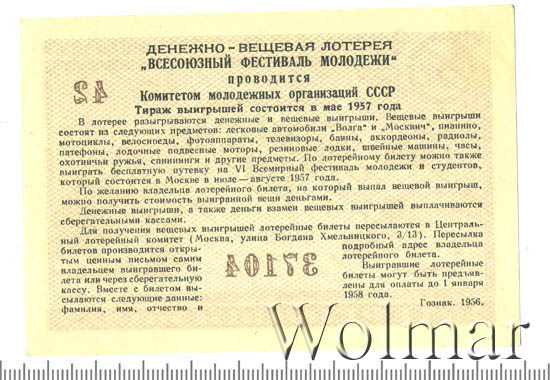 ДЕНЕЖНО-ВЕЩЕВАЯ ЛОТЕРЕЯ
„ВСЕСОЮЗНЫЙ ФЕСТИВАЛЬ МОЛОДЕЖИ“
проводится
Комитетом молодежных организаций СССР
Тираж выигрышей состоится в мае 1957 года
42
В лотерее разыгрываются денежные и вещевые выигрыши. Вещевые выигрыши
состоят из следующих предметов: легковые автомобили „Волга“ и „Москвич“, пианино,
мотоциклы, велосипеды, фотоаппараты, телевизоры, баяны, аккордеоны, радиолы,
патефоны, лодочные подвесные моторы, резиновые лодки, швейные машины, часы,
охотничьи ружья, спиннинги и другие предметы. По лотерейному билету можно также
выиграть бесплатную путевку на VI Всемирный фестиваль молодежи и студентов,
который состоится в Москве в июле—августе 1957 года.
По желанию владельца лотерейного билета, на который выпал вещевой выигрыш,
можно получить стоимость выигранной вещи деньгами.
Денежные выигрыши, а также деньги взамен вещевых выигрышей выплачиваются
сберегательными кассами.
Для получения вещевых выигрышей лотерейные билеты пересылаются в Централь-
ный лотерейный комитет (Москва, улица Богдана Хмельницкого, 3/13). Пересылка
билетов производится откры-
тым ценным письмом самим
владельцем выигравшего биле-
та или через сберегательную
кассу. Вместе с билетом вы-
сылаются следующие данные:
фамилия, имя, отчество и
37104
подробный адрес владельца
лотерейного билета.
Выигравшие лотерейные
билеты могут быть предъяв-
лены для оплаты до 1 января
1958 года.
Гознак. 1956.
Wolmar